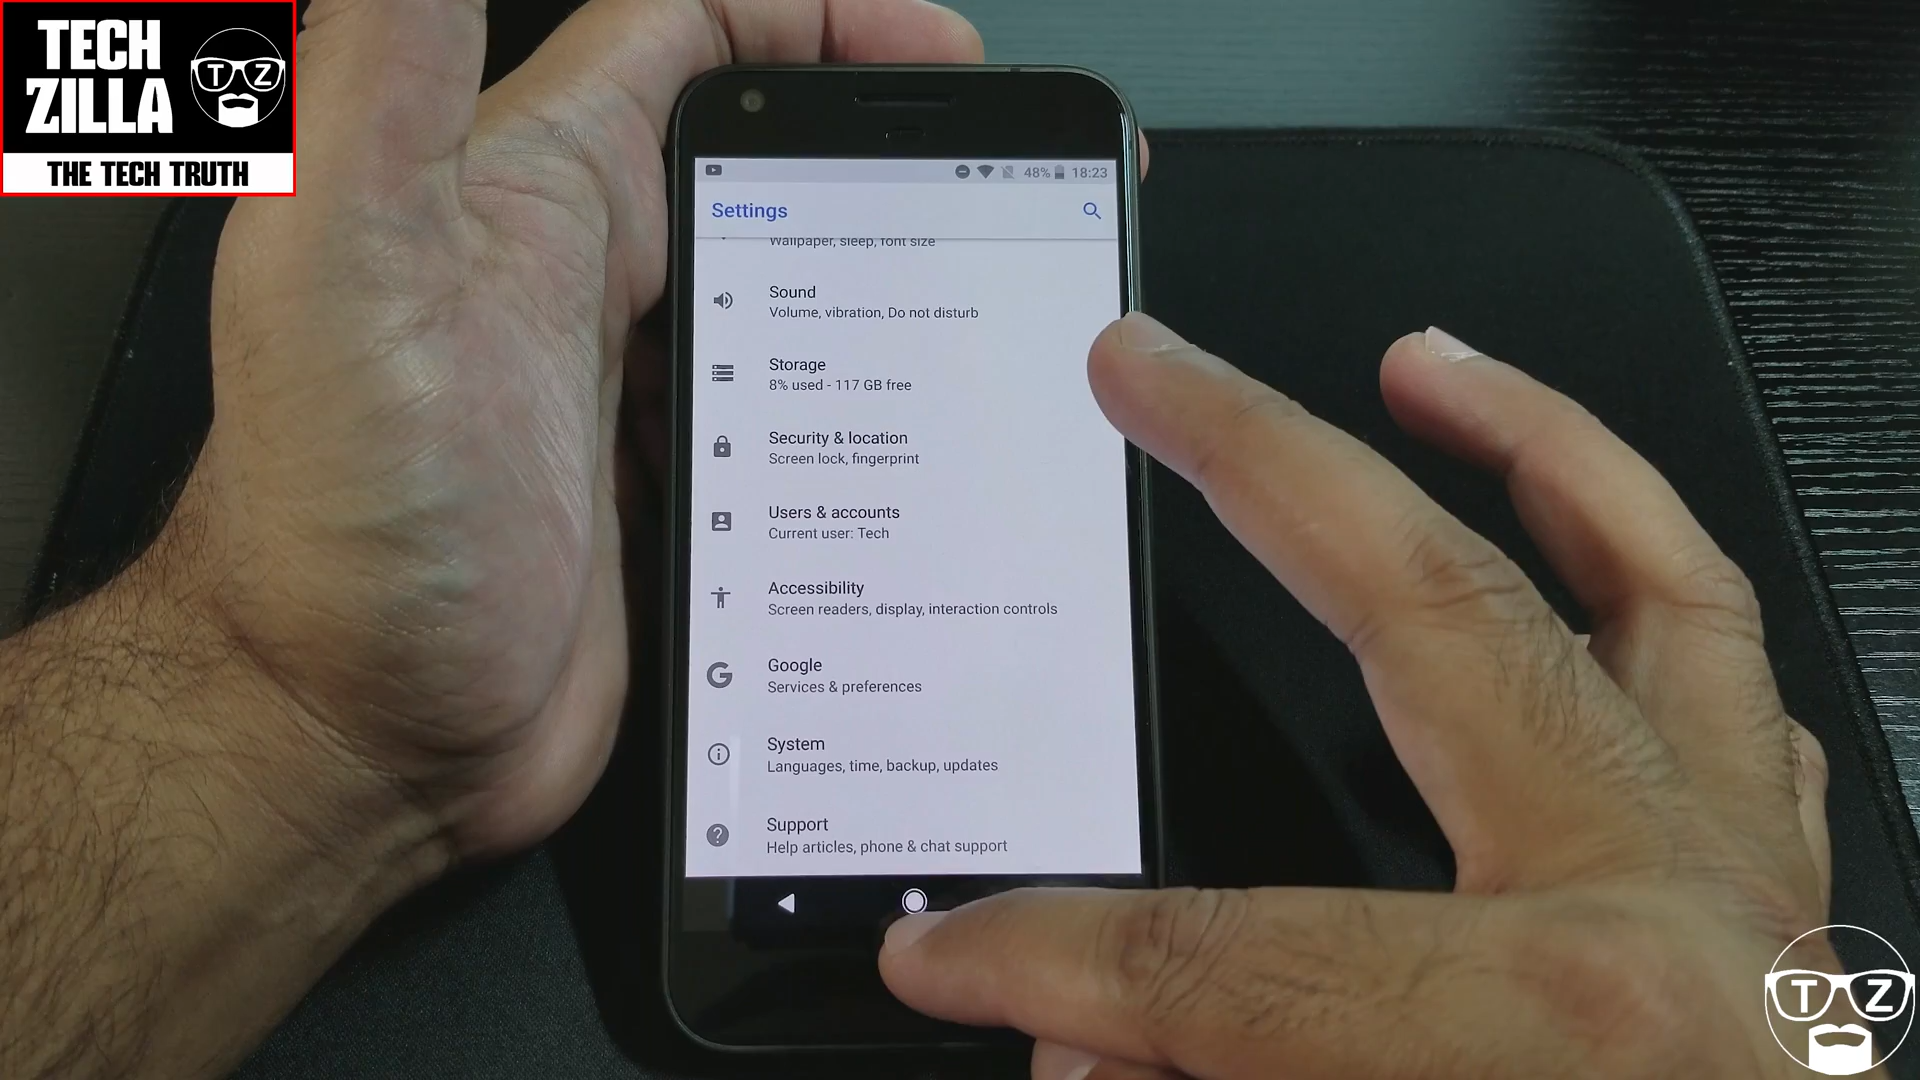 TECH
ZILLA
T Z
THE TECH TRUTH
48% 18:23
Settings
Wallpaper, sleep, font size
Sound
Volume, vibration, Do not disturb
Storage
8% used - 117 GB free
Security & location
Screen lock, fingerprint
Users & accounts
Current user: Tech
Accessibility
Screen readers, display, interaction controls
Google
Services & preferences
System
Languages, time, backup, updates
Support
Help articles, phone & chat support
T Z